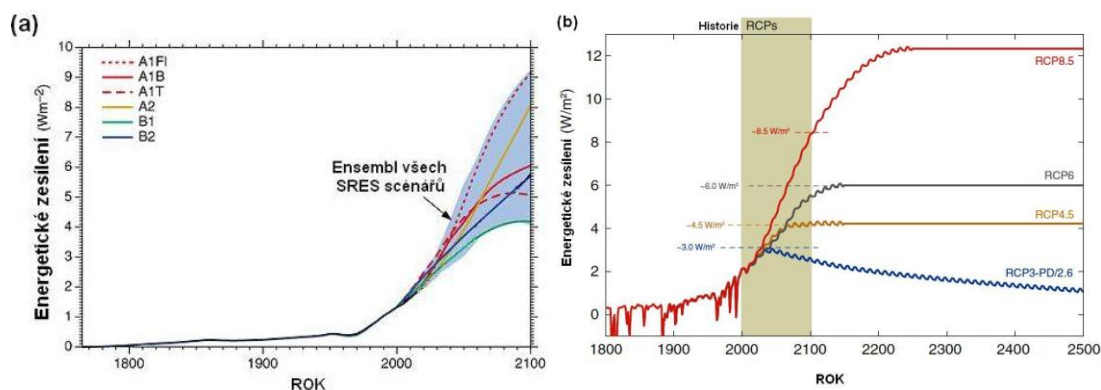 (a)
10
9
8
7
6
5
4
3
2
1
0
Energetické zesílení (Wm⁻²)
A1FI
A1B
A1T
A2
B1
B2
Ensembl všech
SRES scénářů
1800
1900
2000
2100
ROK
(b)
Historie
RCPs
12
10
8
6
4
2
0
Energetické zesílení (W/m²)
RCP8.5
~8.5 W/m²
RCP6
~6.0 W/m²
RCP4.5
~4.5 W/m²
~3.0 W/m²
RCP3-PD/2.6
1800
1900
2000
2100
2200
2300
2400
2500
ROK